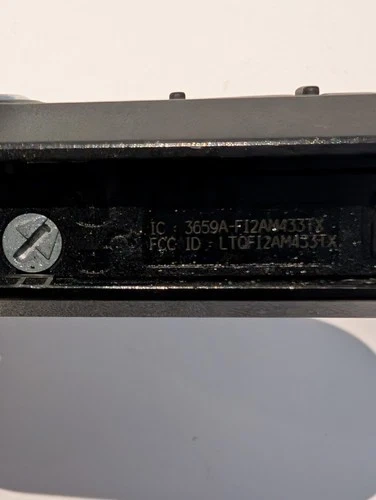 IC : 3659A-FI2AM433TX
FCC ID : LTQFI2AM433TX